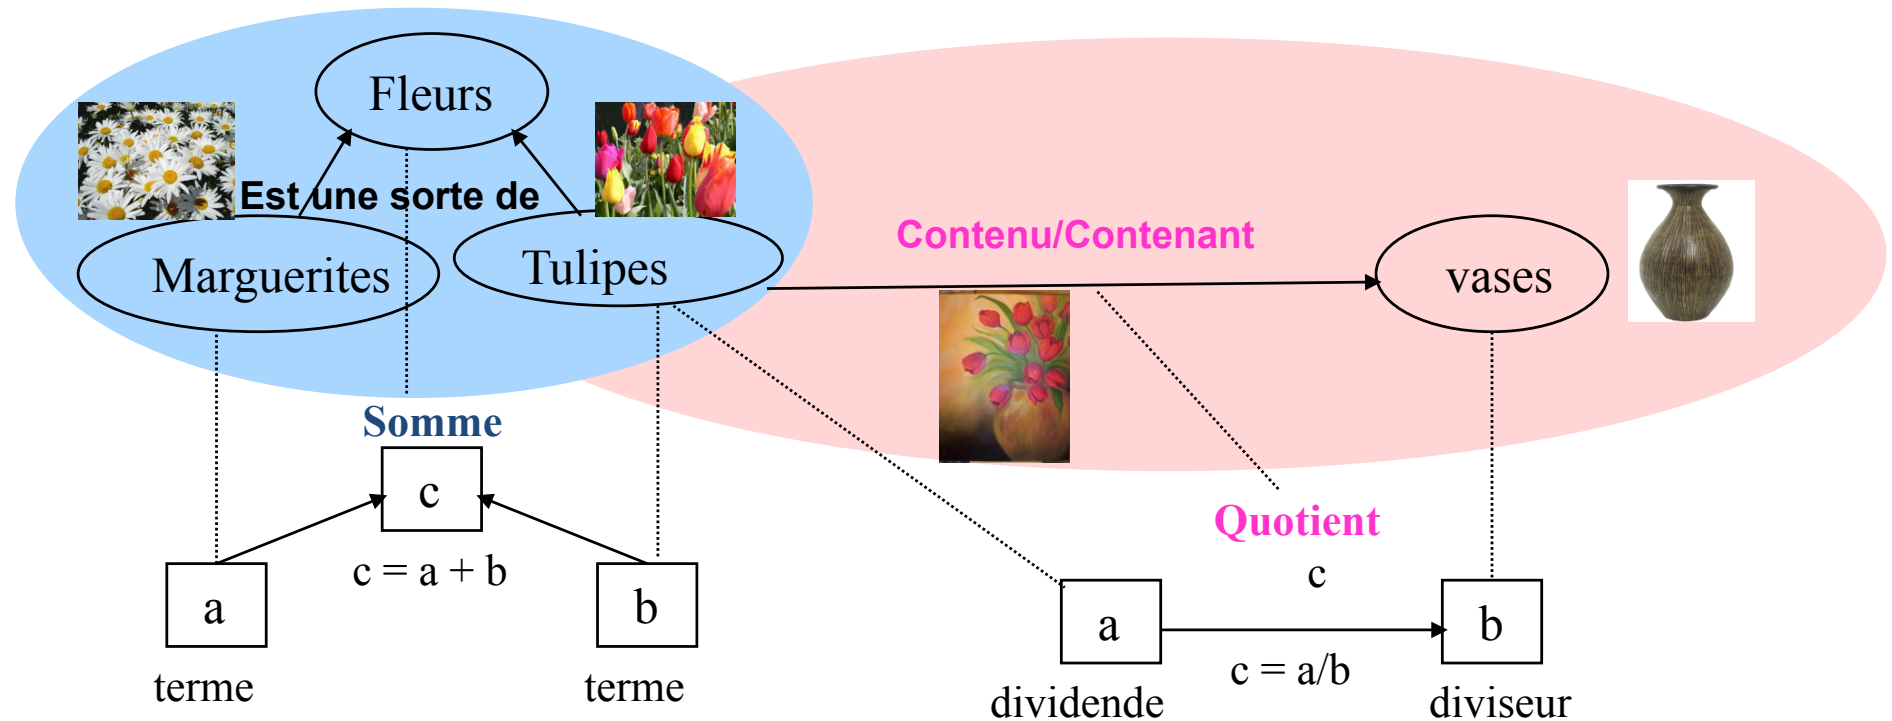 Fleurs
Est une sorte de
Marguerites
Tulipes
Contenu/Contenant
vases
Somme
c
c = a + b
a
b
terme
terme
Quotient
c
a
b
c = a/b
dividende
diviseur